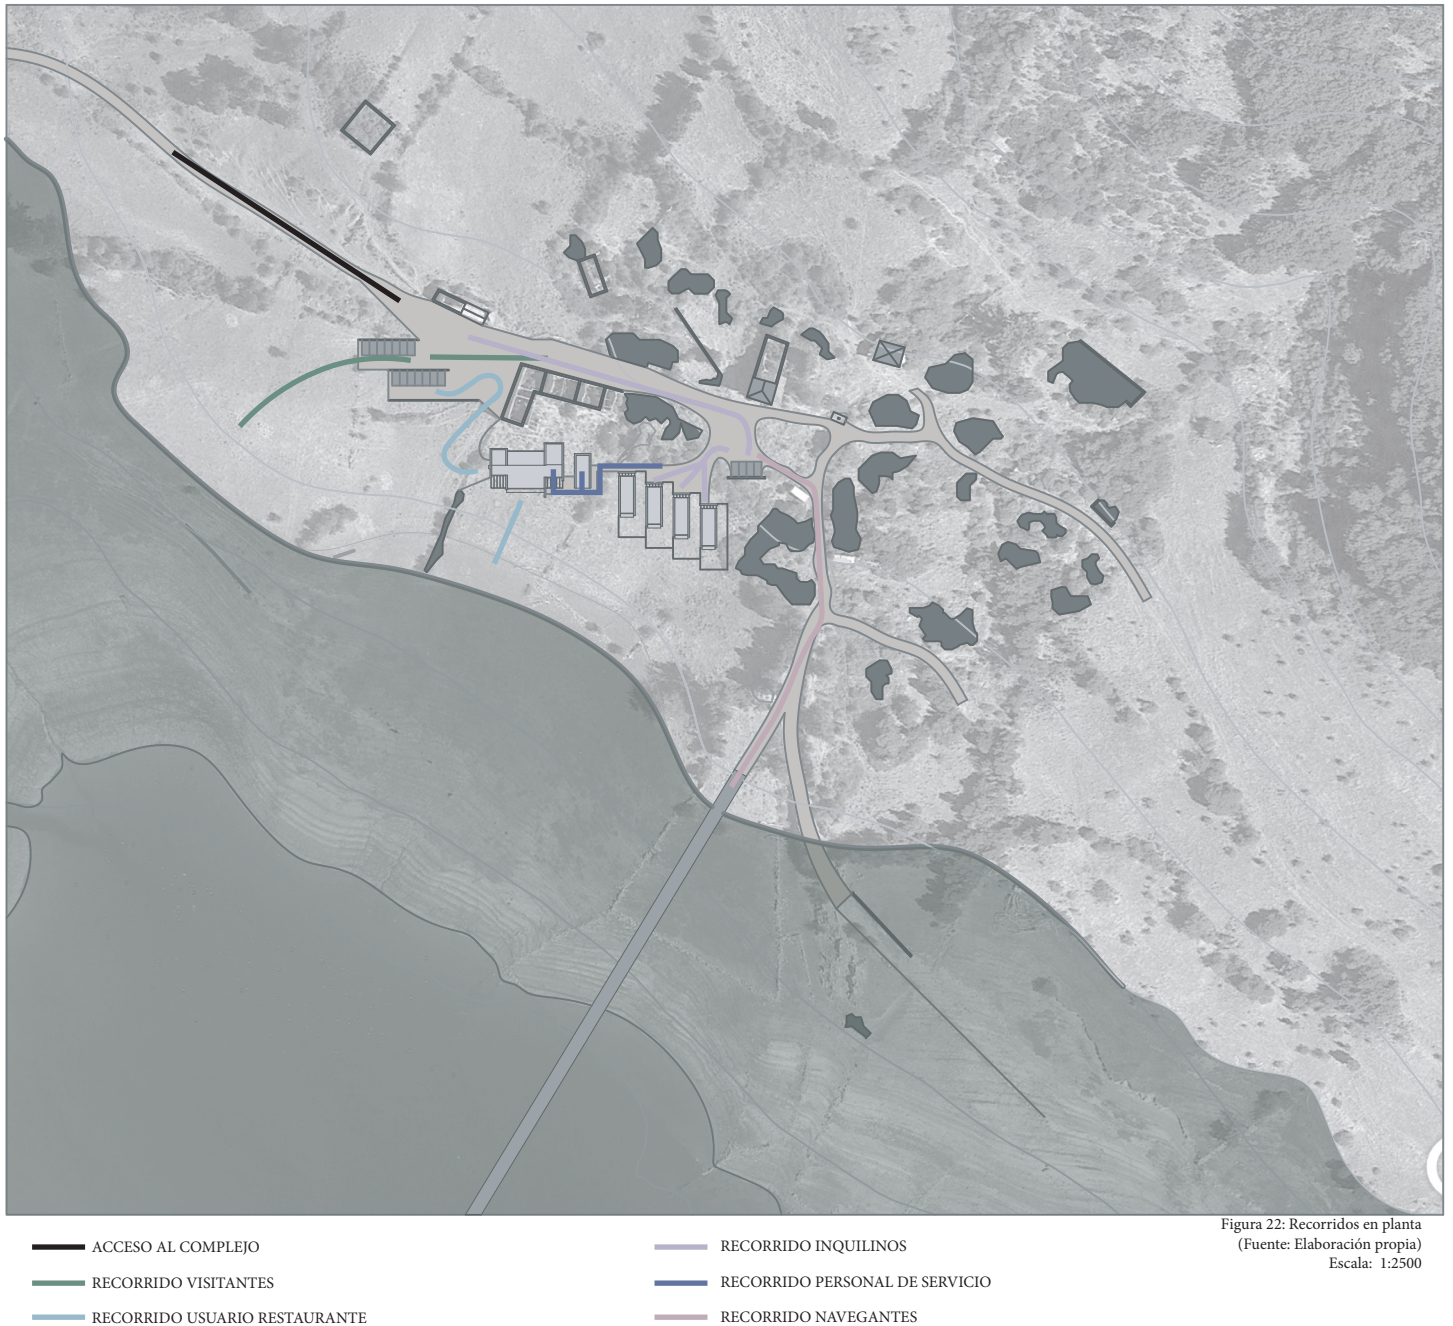 Figura 22: Recorridos en planta
(Fuente: Elaboración propia)
Escala: 1:2500
ACCESO AL COMPLEJO
RECORRIDO VISITANTES
RECORRIDO USUARIO RESTAURANTE
RECORRIDO INQUILINOS
RECORRIDO PERSONAL DE SERVICIO
RECORRIDO NAVEGANTES